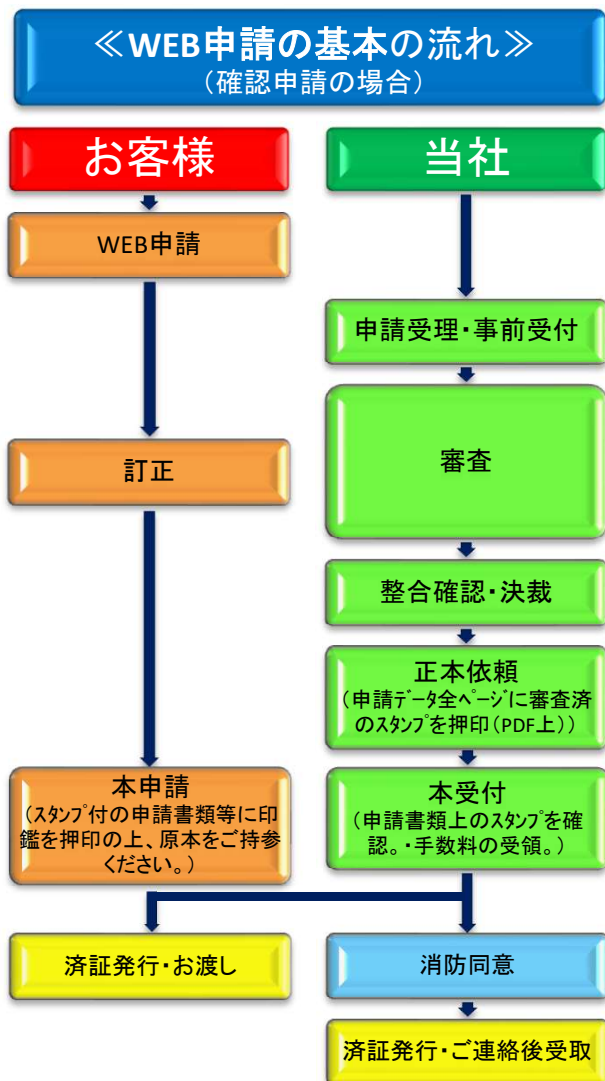 ≪WEB申請の基本の流れ≫
(確認申請の場合)
お客様
当社
WEB申請
申請受理・事前受付
審査
訂正
整合確認・決裁
正本依頼
(申請ﾃﾞｰﾀ全ﾍﾟｰｼﾞに審査済
のｽﾀﾝﾌﾟを押印(PDF上))
本申請
(ｽﾀﾝﾌﾟ付の申請書類等に印
鑑を押印の上、原本をご持参
ください。)
本受付
(申請書類上のｽﾀﾝﾌﾟを確
認。・手数料の受領。)
済証発行・お渡し
消防同意
済証発行・ご連絡後受取